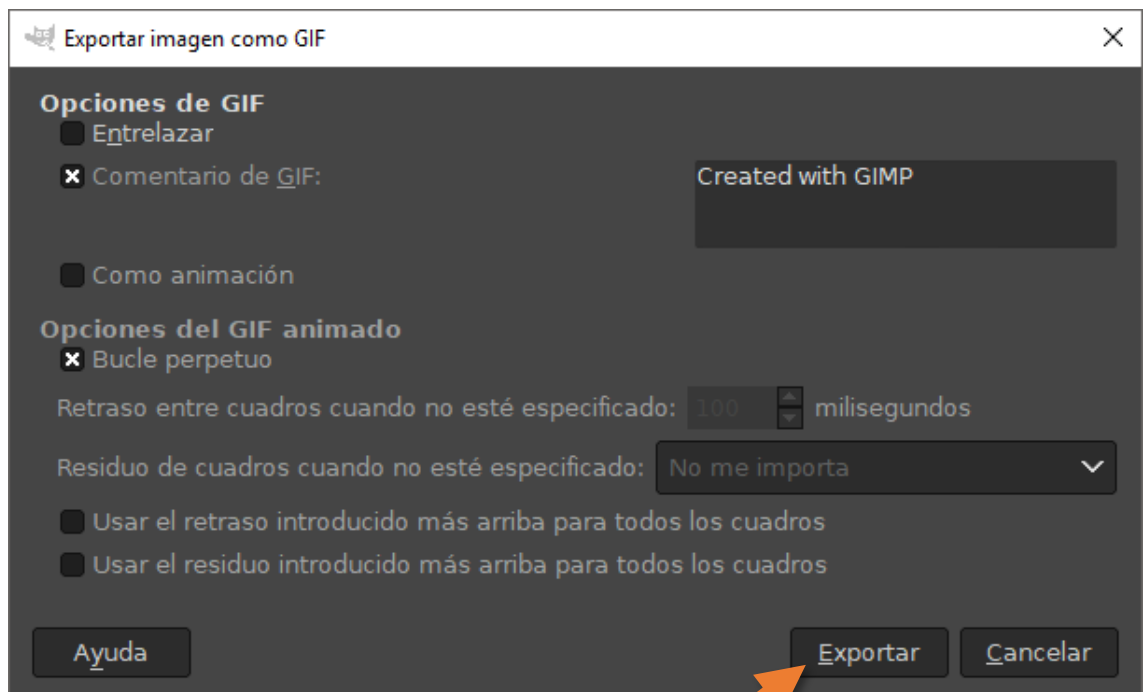 Exportar imagen como GIF
Opciones de GIF
Entrelazar
Comentario de GIF: Created with GIMP
Como animación
Opciones del GIF animado
Bucle perpetuo
Retraso entre cuadros cuando no esté especificado: 100 milisegundos
Residuo de cuadros cuando no esté especificado: No me importa
Usar el retraso introducido más arriba para todos los cuadros
Usar el residuo introducido más arriba para todos los cuadros
Ayuda Exportar Cancelar